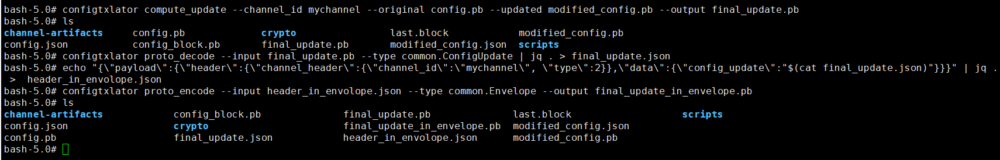 bash-5.0# configtxlator compute_update --channel_id mychannel --original config.pb --updated modified_config.pb --output final_update.pb
bash-5.0# ls
channel-artifacts     config.pb             crypto                last.block            modified_config.pb
config.json           config_block.pb       final_update.pb       modified_config.json  scripts
bash-5.0# configtxlator proto_decode --input final_update.pb --type common.ConfigUpdate | jq . > final_update.json
bash-5.0# echo "{\"payload\":{\"header\":{\"channel_header\":{\"channel_id\":\"mychannel\", \"type\":2}},\"data\":{\"config_update\":"$(cat final_update.json)"}}}" | jq .
 >  header_in_envolope.json
bash-5.0# configtxlator proto_encode --input header_in_envolope.json --type common.Envelope --output final_update_in_envelope.pb
bash-5.0# ls
channel-artifacts            config_block.pb              final_update.pb              last.block                   scripts
config.json                  crypto                       final_update_in_envelope.pb  modified_config.json
config.pb                    final_update.json            header_in_envolope.json      modified_config.pb
bash-5.0#